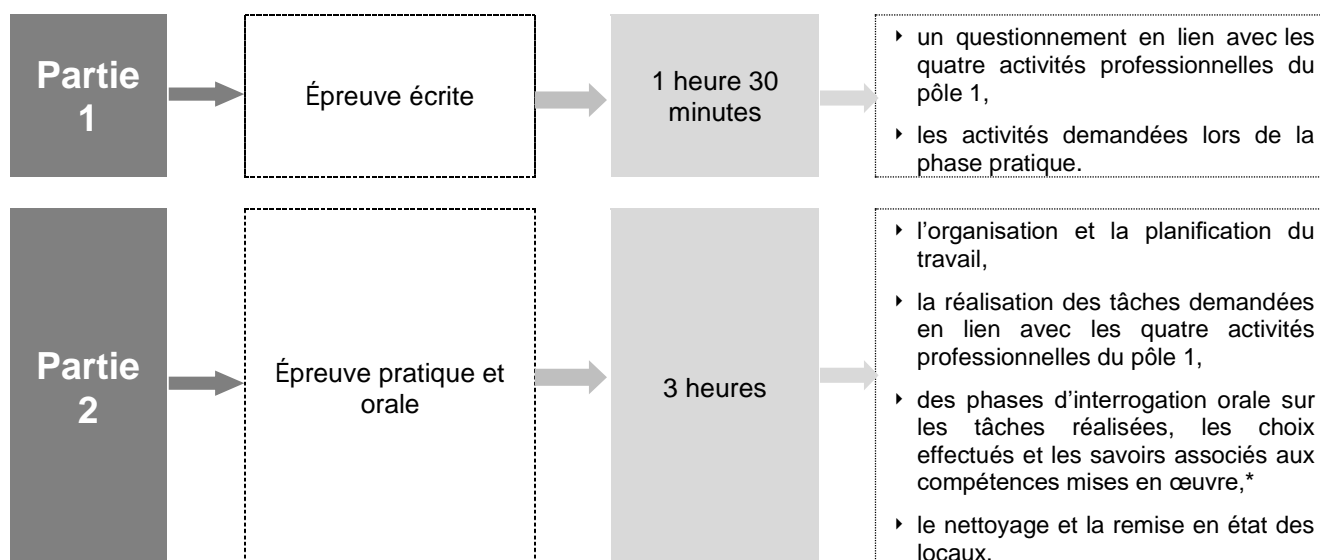 Partie
1
Épreuve écrite
1 heure 30
minutes
‣ un questionnement en lien avec les
quatre activités professionnelles du
pôle 1,
‣ les activités demandées lors de la
phase pratique.
Partie
2
Épreuve pratique et
orale
3 heures
‣ l'organisation et la planification du
travail,
‣ la réalisation des tâches demandées
en lien avec les quatre activités
professionnelles du pôle 1,
‣ des phases d'interrogation orale sur
les tâches réalisées, les choix
effectués et les savoirs associés aux
compétences mises en œuvre,*
‣ le nettoyage et la remise en état des
locaux.